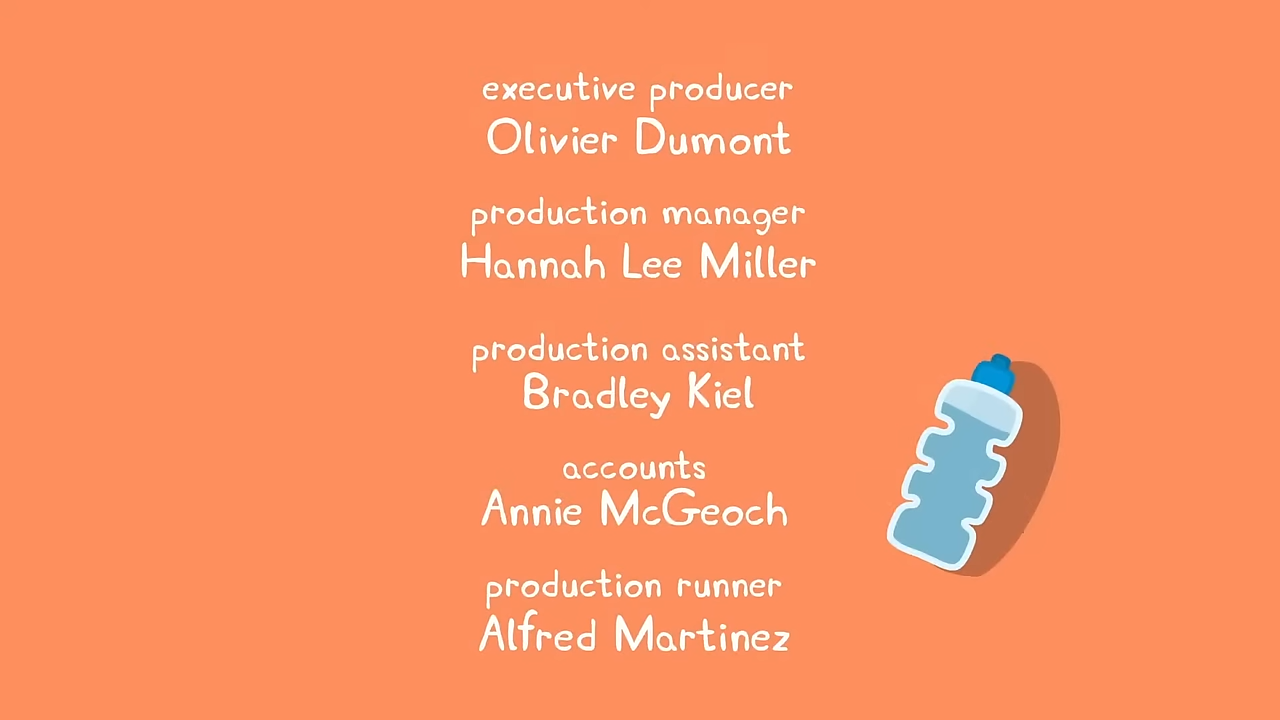 executive producer
Olivier Dumont
production manager
Hannah Lee Miller
production assistant
Bradley Kiel
accounts
Annie McGeoch
production runner
Alfred Martinez